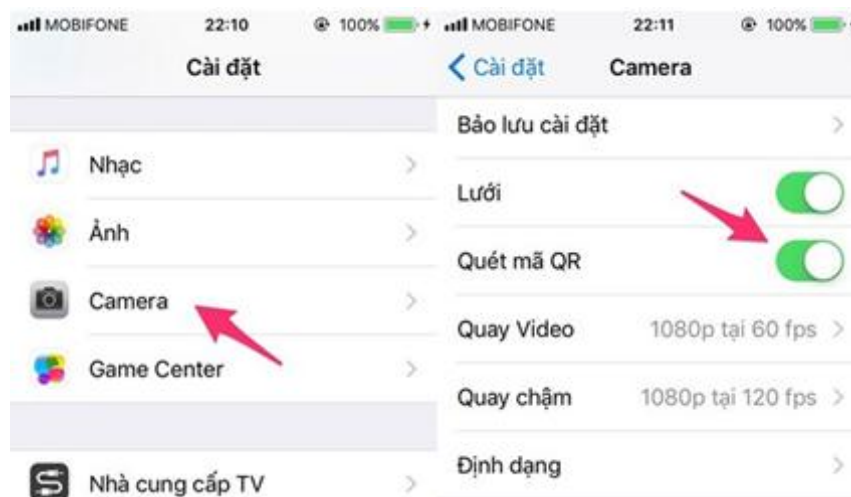 MOBIFONE 22:10 100%
Cài đặt
Nhạc
Ảnh
Camera
Game Center
Nhà cung cấp TV
MOBIFONE 22:11 100%
Cài đặt Camera
Bảo lưu cài đặt
Lưới
Quét mã QR
Quay Video 1080p tại 60 fps
Quay chậm 1080p tại 120 fps
Định dạng